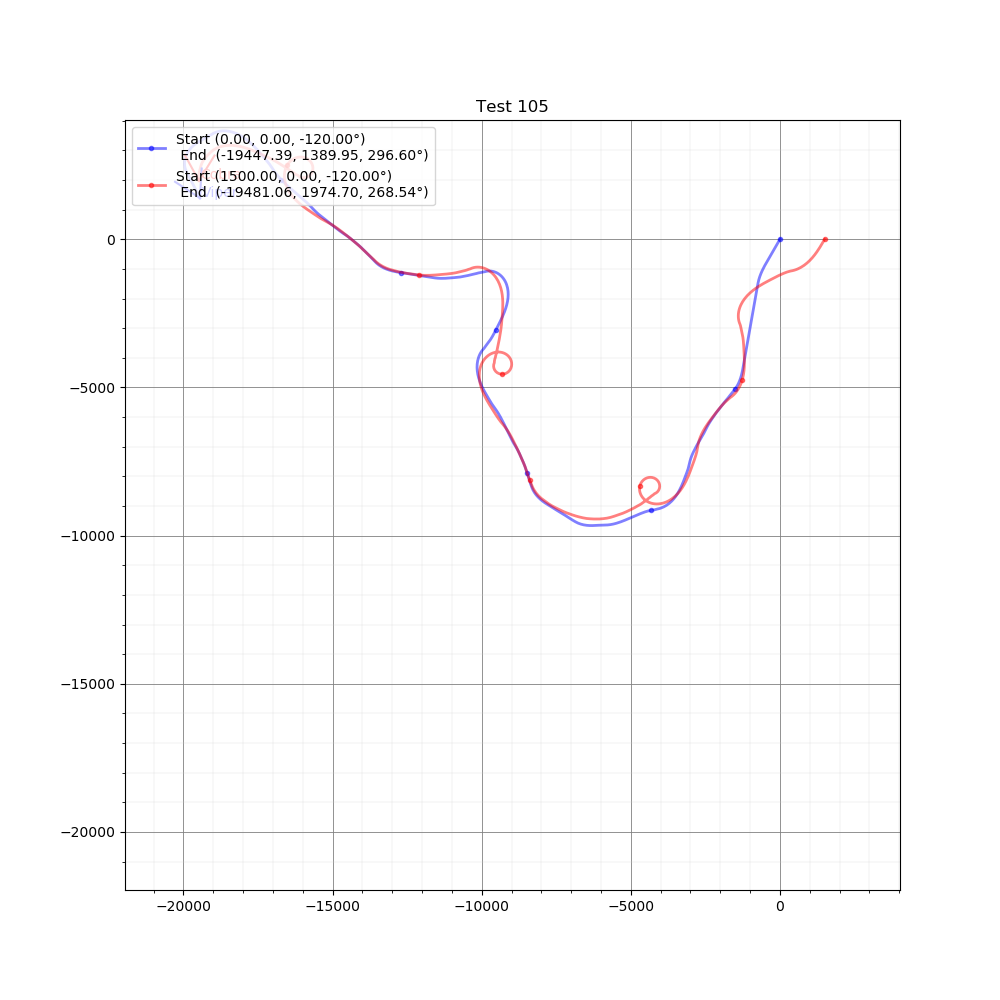 Test 105
Start (0.00, 0.00, -120.00°)
End (-19447.39, 1389.95, 296.60°)
Start (1500.00, 0.00, -120.00°)
End (-19481.06, 1974.70, 268.54°)
0
−5000
−10000
−15000
−20000
−20000
−15000
−10000
−5000
0